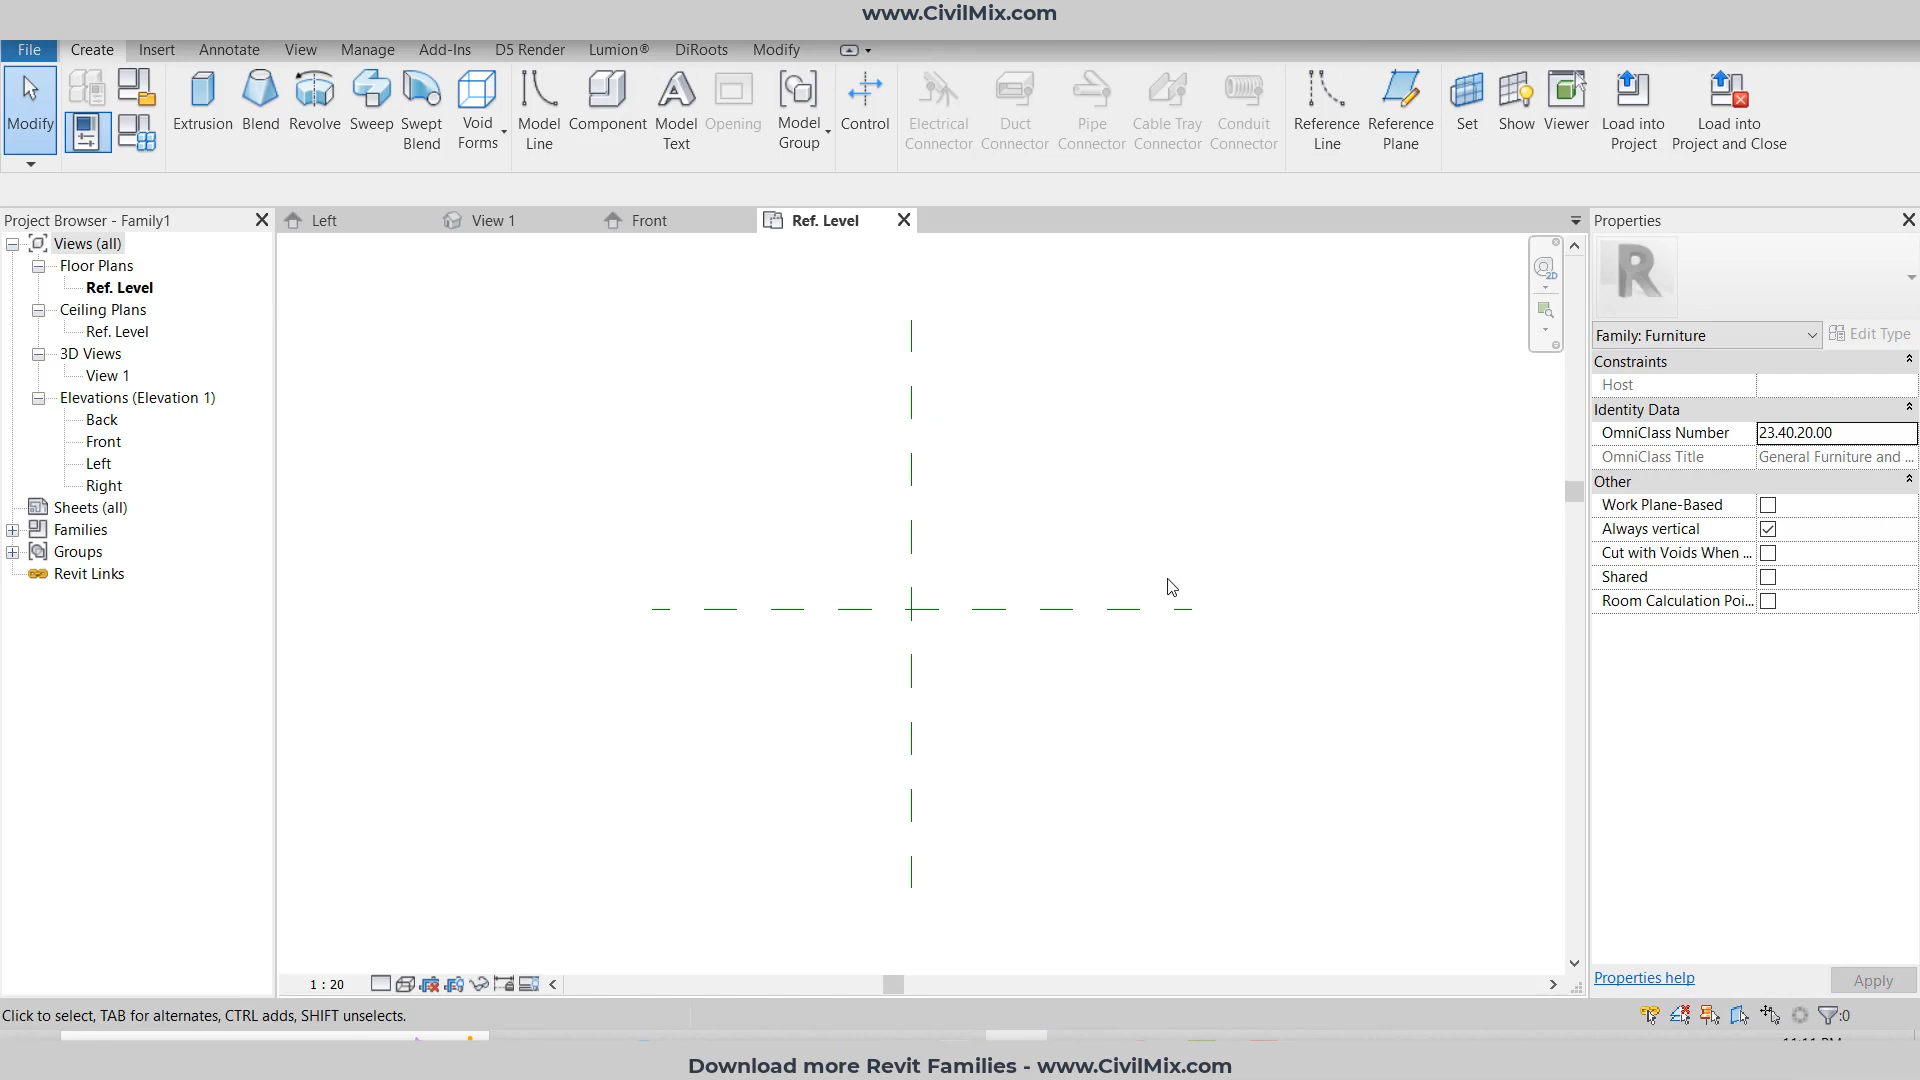 www.CivilMix.com
File Create Insert Annotate View Manage Add-Ins D5 Render Lumion® DiRoots Modify
Modify
Extrusion
Blend
Revolve
Sweep
Swept
Blend
Void
Forms
Model
Line
Component
Model
Text
Opening
Model
Group
Control
Electrical
Connector
Duct
Connector
Pipe
Connector
Cable Tray
Connector
Conduit
Connector
Reference
Line
Reference
Plane
Set
Show
Viewer
Load into
Project
Load into
Project and Close
Project Browser - Family1
Views (all)
Floor Plans
Ref. Level
Ceiling Plans
Ref. Level
3D Views
View 1
Elevations (Elevation 1)
Back
Front
Left
Right
Sheets (all)
Families
Groups
Revit Links
Left View 1 Front Ref. Level
2D
Properties
R
Family: Furniture Edit Type
Constraints
Host
Identity Data
OmniClass Number 23.40.20.00
OmniClass Title General Furniture and ...
Other
Work Plane-Based
Always vertical
Cut with Voids When ...
Shared
Room Calculation Poi...
Properties help Apply
1 : 20
Click to select, TAB for alternates, CTRL adds, SHIFT unselects. :0
Download more Revit Families - www.CivilMix.com